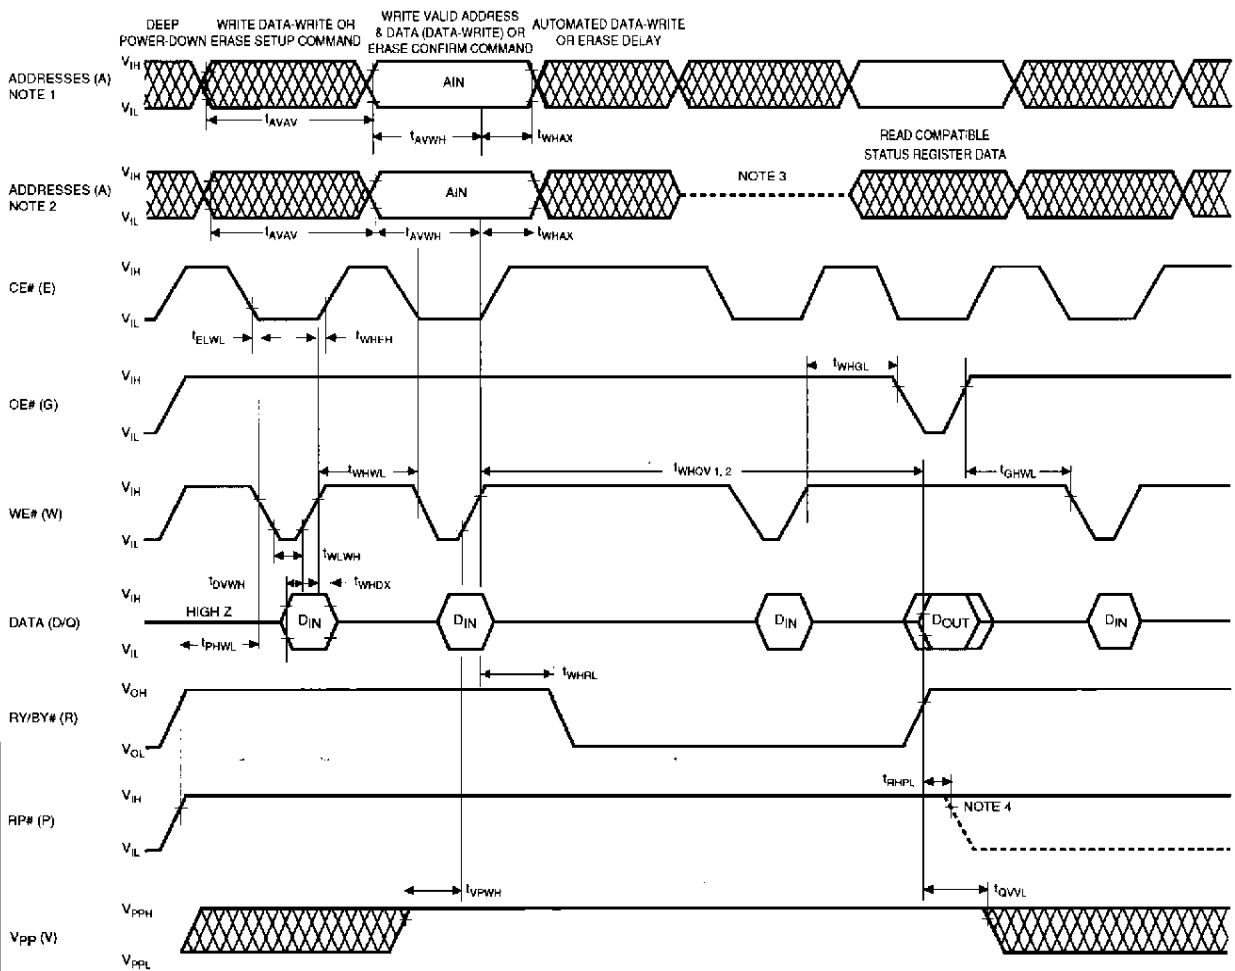 DEEP POWER-DOWN
WRITE DATA-WRITE OR ERASE SETUP COMMAND
WRITE VALID ADDRESS & DATA (DATA-WRITE) OR ERASE CONFIRM COMMAND
AUTOMATED DATA-WRITE OR ERASE DELAY
ADDRESSES (A)
NOTE 1
VIH
VIL
AIN
tAVAV
tAVWH
tWHAX
READ COMPATIBLE
STATUS REGISTER DATA
ADDRESSES (A)
NOTE 2
VIH
VIL
AIN
NOTE 3
tAVAV
tAVWH
tWHAX
CE# (E)
VIH
VIL
tELWL
tWHEH
OE# (G)
VIH
VIL
tWHGL
tWHWL
tWHQV 1, 2
tGHWL
WE# (W)
VIH
VIL
tWLWH
tDVWH
tWHDX
DATA (D/Q)
VIH
VIL
HIGH Z
DIN
DIN
DIN
DOUT
DIN
tPHWL
tWHRL
RY/BY# (R)
VOH
VOL
tRHPL
RP# (P)
VIH
VIL
NOTE 4
tVPWH
tQVVL
VPP (V)
VPPH
VPPL